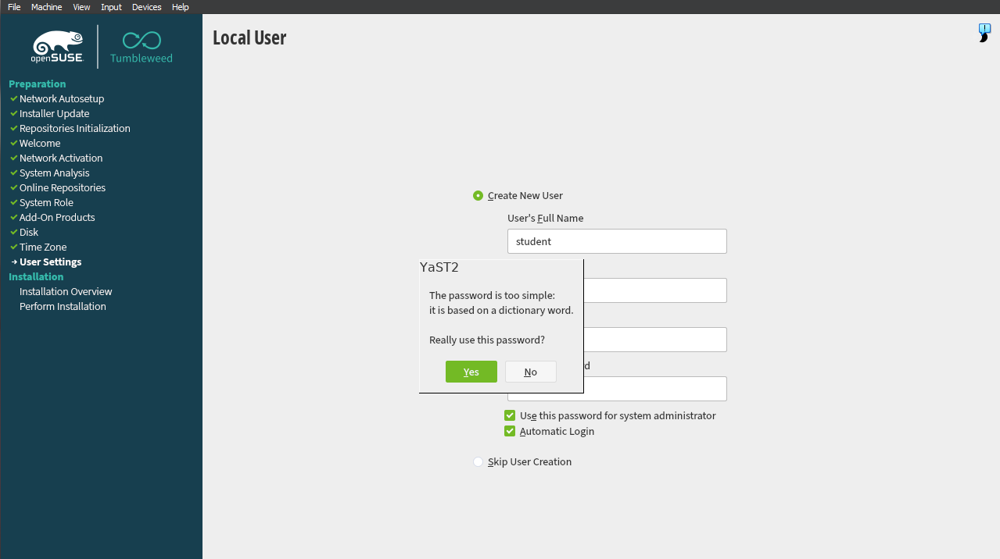 File Machine View Input Devices Help
openSUSE
Tumbleweed
Local User
Preparation
Network Autosetup
Installer Update
Repositories Initialization
Welcome
Network Activation
System Analysis
Online Repositories
System Role
Add-On Products
Disk
Time Zone
User Settings
Installation
Installation Overview
Perform Installation
Create New User
User's Full Name
student
YaST2
The password is too simple:
it is based on a dictionary word.
Really use this password?
Yes No
d
Use this password for system administrator
Automatic Login
Skip User Creation